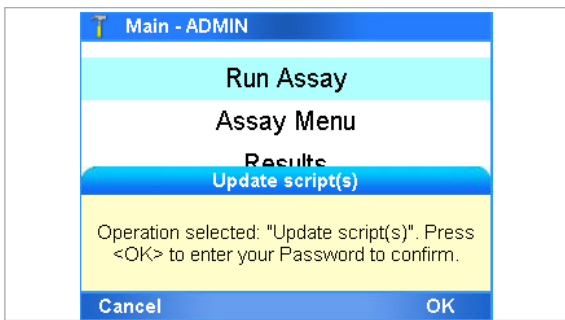 Main - ADMIN
Run Assay
Assay Menu
Results
Update script(s)
Operation selected: "Update script(s)". Press
<OK> to enter your Password to confirm.
Cancel OK